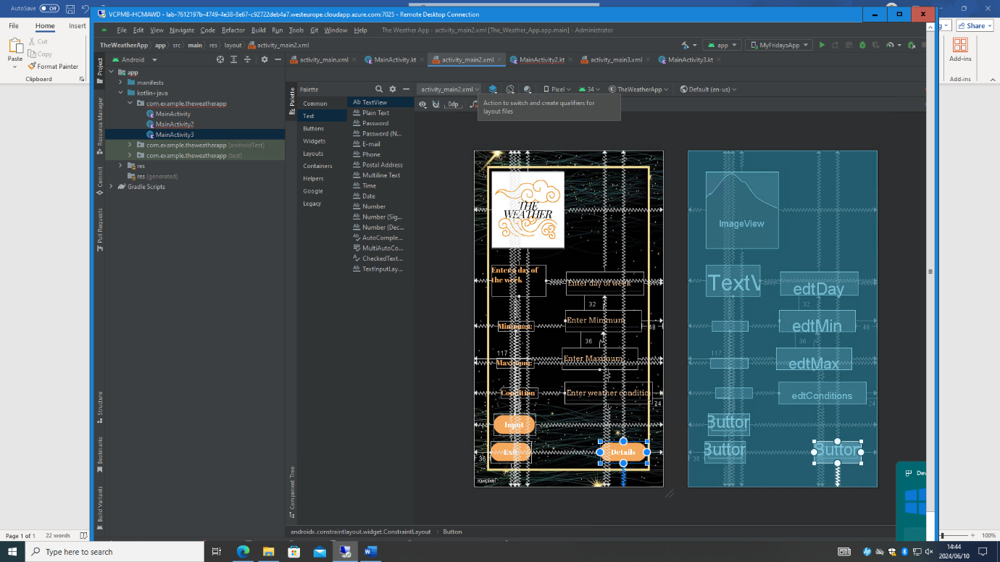 AutoSave Off
VCPMB-HCMAWD - lab-7612197b-4749-4e38-8e67-c92722deb4a7.westeurope.cloudapp.azure.com:7025 - Remote Desktop Connection
File Home Insert
Share
File Edit View Navigate Code Refactor Build Run Tools Git Window Help The Weather App - activity_main2.xml [The_Weather_App.app.main] - Administrator
Cut
Copy
Format Painter
Paste
Clipboard
Add-ins
Add-ins
TheWeatherApp app src main res layout activity_main2.xml
app MyFridaysApp
Android
activity_main.xml MainActivity.kt activity_main2.xml MainActivity2.kt activity_main3.xml MainActivity3.kt
Project
Resource Manager
Commit
Pull Requests
Structure
Bookmarks
Build Variants
app
manifests
kotlin+java
com.example.theweatherapp
MainActivity
MainActivity2
MainActivity3
com.example.theweatherapp (androidTest)
com.example.theweatherapp (test)
res
res (generated)
Gradle Scripts
Palette
Component Tree
Palette
Common
Text
Buttons
Widgets
Layouts
Containers
Helpers
Google
Legacy
Ab TextView
Ab Plain Text
Ab Password
Ab Password (N...
Ab E-mail
Ab Phone
Ab Postal Address
Ab Multiline Text
Ab Time
Ab Date
Ab Number
Ab Number (Sig...
Ab Number (Dec...
AutoComple...
MultiAutoCo...
CheckedText...
Ab TextInputLay...
activity_main2.xml Pixel 34 TheWeatherApp Default (en-us)
0dp
Action to switch and create qualifiers for
layout files
THE
WEATHER
Enter a day of
the week
Enter day of week
32
Minimum:
Enter Minimum
48
36
117
Maximum:
Enter Maximum
Condition
Enter weather condition
24
Input
Exit
Details
36
rawpixel
ImageView
TextV
edtDay
32
edtMin
48
36
117
edtMax
edtConditions
24
Button
Button
Button
36
Dev
androidx.constraintlayout.widget.ConstraintLayout Button
Page 1 of 1 22 words
100%
Type here to search
14:44
2024/06/10